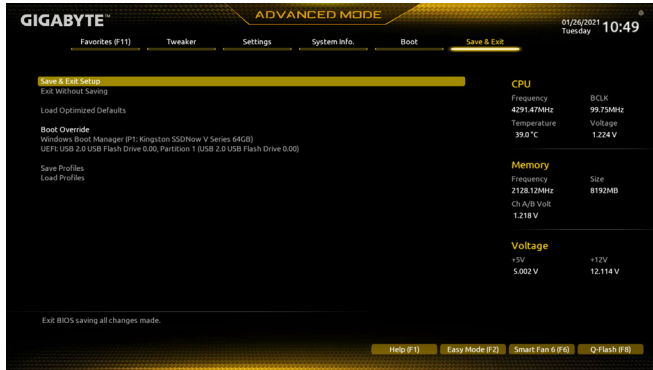 GIGABYTE™
ADVANCED MODE
01/26/2021
Tuesday
10:49
Favorites (F11) Tweaker Settings System Info. Boot Save & Exit
Save & Exit Setup
Exit Without Saving
Load Optimized Defaults
Boot Override
Windows Boot Manager (P1: Kingston SSDNow V Series 64GB)
UEFI: USB 2.0 USB Flash Drive 0.00, Partition 1 (USB 2.0 USB Flash Drive 0.00)
Save Profiles
Load Profiles
CPU
Frequency BCLK
4291.47MHz 99.75MHz
Temperature Voltage
39.0 °C 1.224 V
Memory
Frequency Size
2128.12MHz 8192MB
Ch A/B Volt
1.218 V
Voltage
+5V +12V
5.002 V 12.114 V
Exit BIOS saving all changes made.
Help (F1) Easy Mode (F2) Smart Fan 6 (F6) Q-Flash (F8)